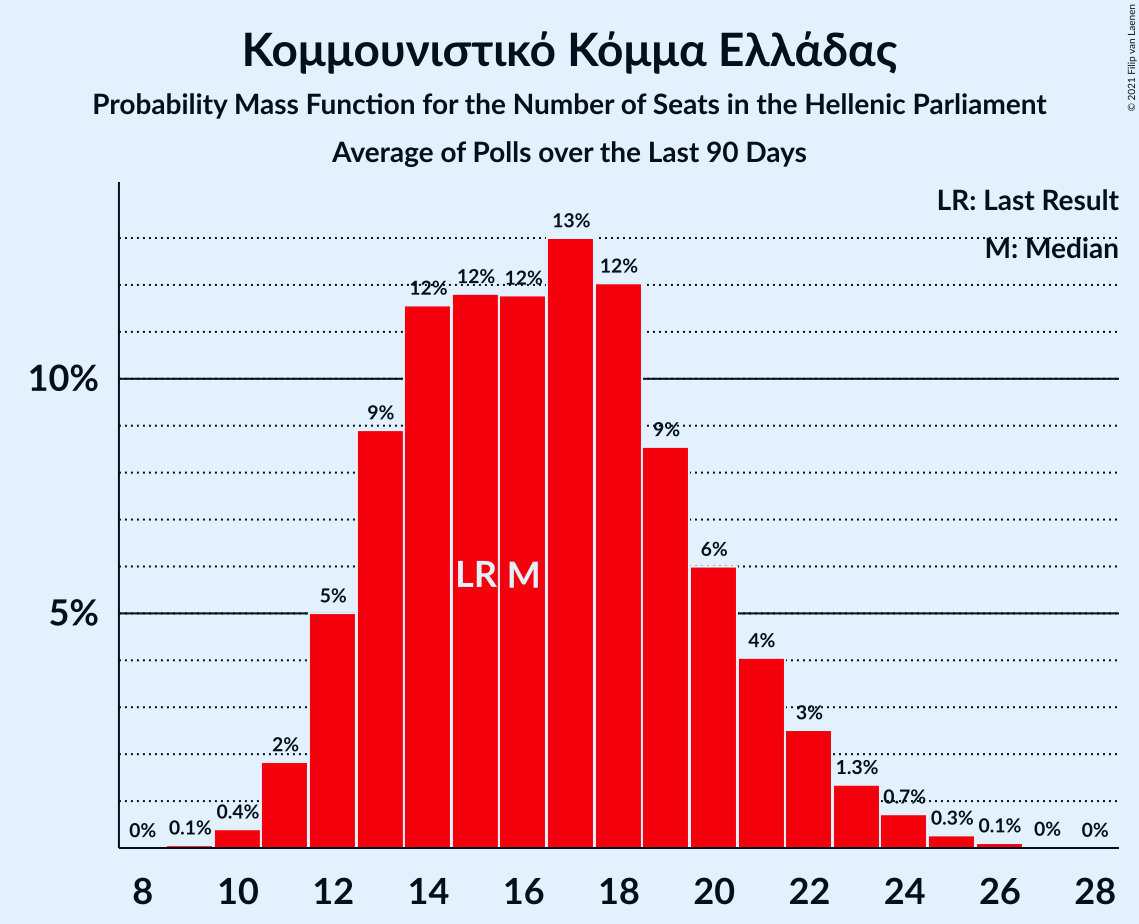 Κομμουνιστικό Κόμμα Ελλάδας
Probability Mass Function for the Number of Seats in the Hellenic Parliament
Average of Polls over the Last 90 Days
© 2021 Filip van Laenen
LR: Last Result
M: Median
10%
5%
0%
0.1%
0.4%
2%
5%
9%
12%
12%
12%
13%
12%
9%
6%
4%
3%
1.3%
0.7%
0.3%
0.1%
0%
0%
LR M
8 10 12 14 16 18 20 22 24 26 28